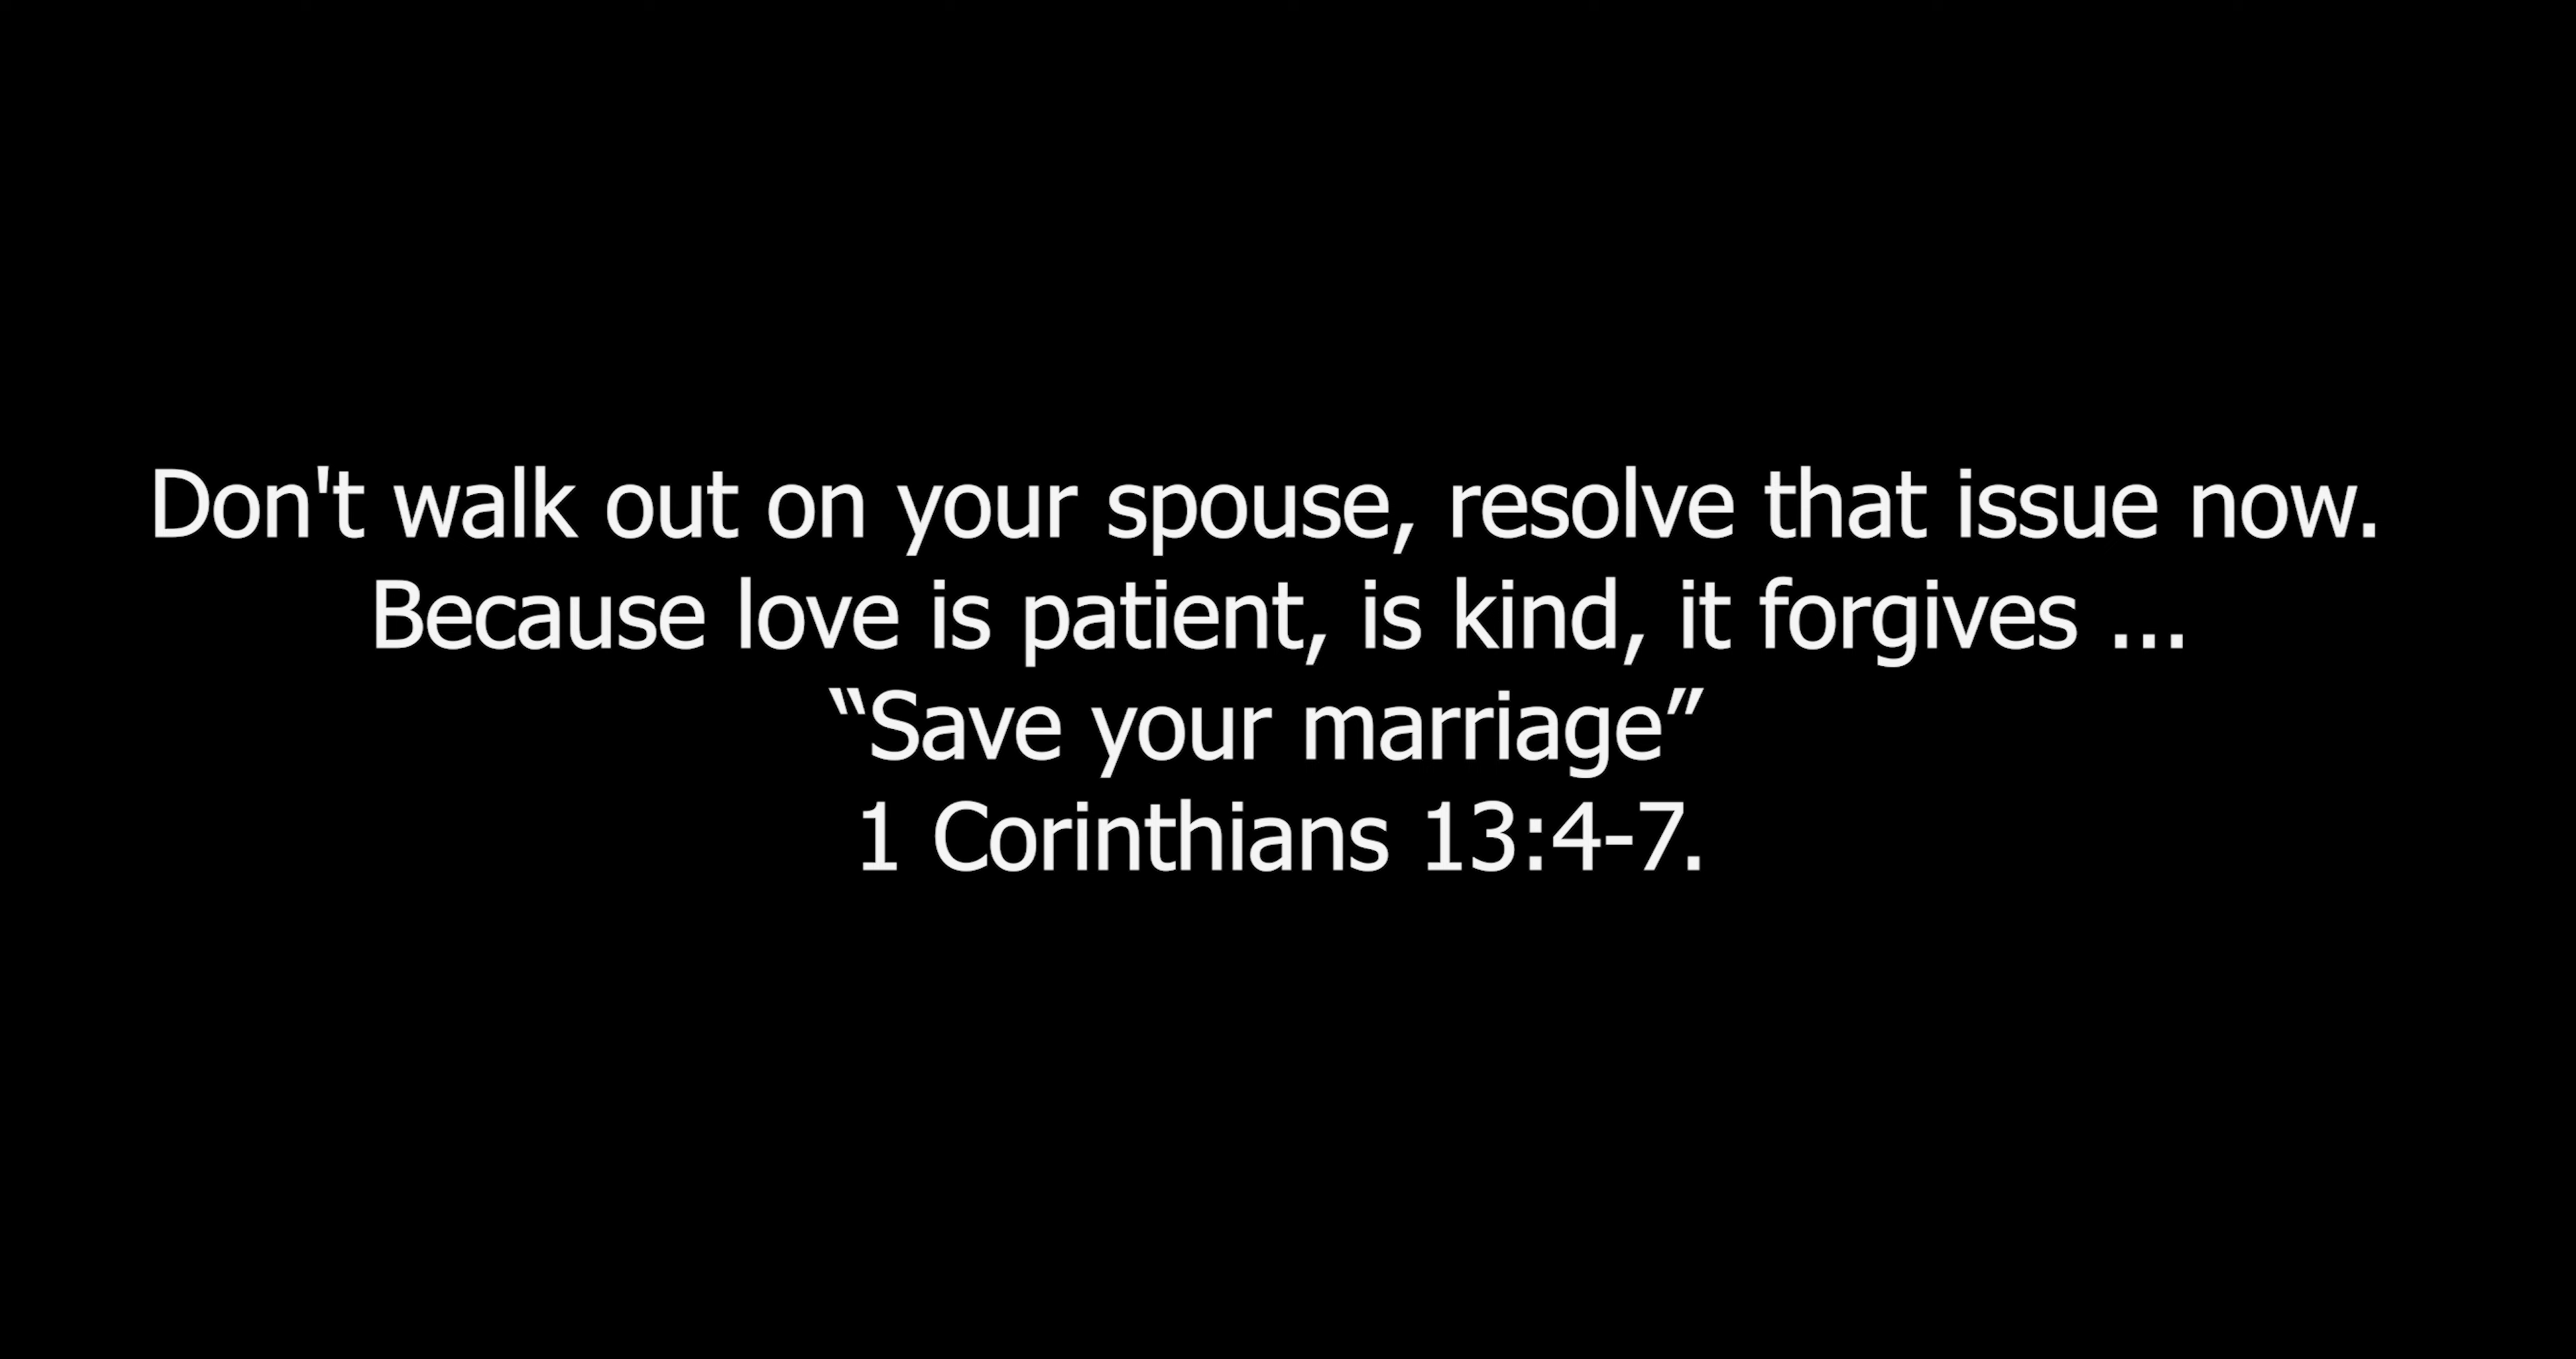 Don't walk out on your spouse, resolve that issue now.
Because love is patient, is kind, it forgives ...
“Save your marriage”
1 Corinthians 13:4-7.